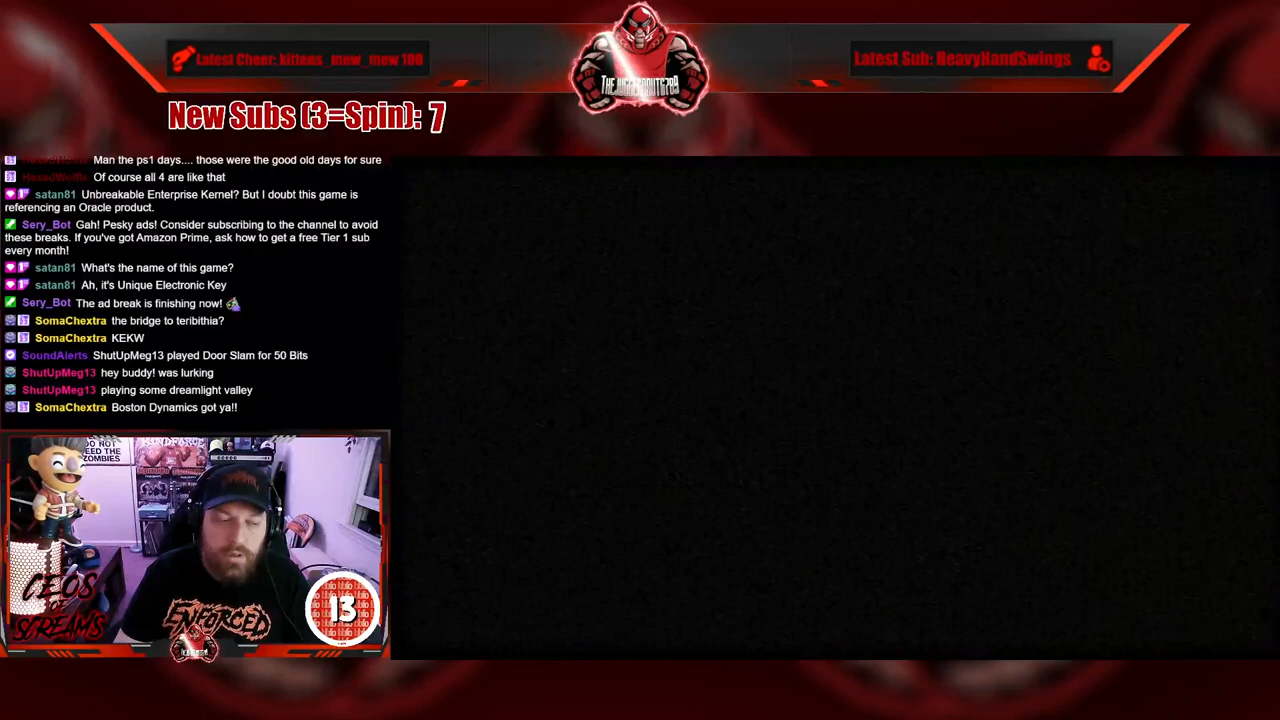 Latest Cheer: kittens_mew_mew 100
THEJUGGERNAUT6789
Latest Sub: HeavyHandSwings
New Subs (3=Spin): 7
Man the ps1 days.... those were the good old days for sure
Of course all 4 are like that
satan81 Unbreakable Enterprise Kernel? But I doubt this game is
referencing an Oracle product.
Sery_Bot Gah! Pesky ads! Consider subscribing to the channel to avoid
these breaks. If you've got Amazon Prime, ask how to get a free Tier 1 sub
every month!
satan81 What's the name of this game?
satan81 Ah, it's Unique Electronic Key
Sery_Bot The ad break is finishing now!
SomaChextra the bridge to teribithia?
SomaChextra KEKW
SoundAlerts ShutUpMeg13 played Door Slam for 50 Bits
ShutUpMeg13 hey buddy! was lurking
ShutUpMeg13 playing some dreamlight valley
SomaChextra Boston Dynamics got ya!!
DO NOT
FEED THE
ZOMBIES
MINDFORCE
CEOS
OF
SCREAMS
ENFORCED
13